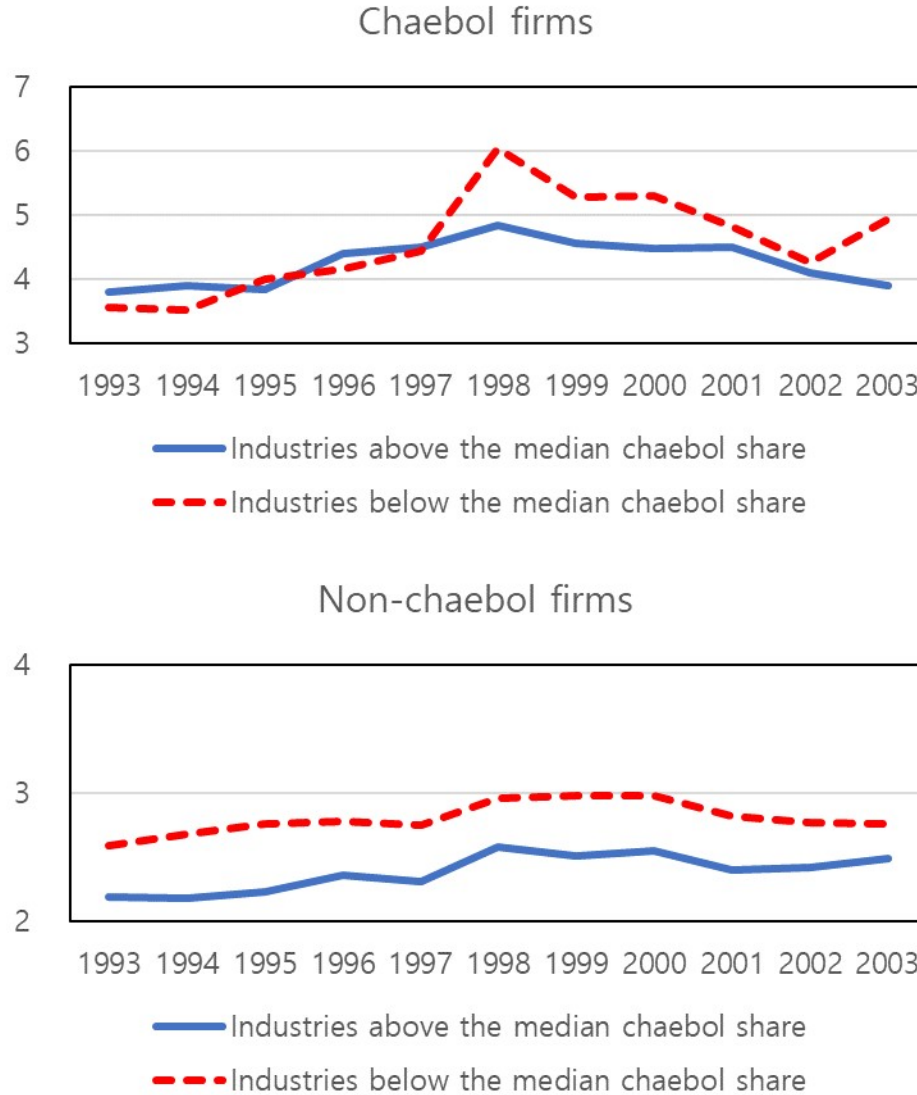 Chaebol firms
7
6
5
4
3
1993 1994 1995 1996 1997 1998 1999 2000 2001 2002 2003
Industries above the median chaebol share
Industries below the median chaebol share
Non-chaebol firms
4
3
2
1993 1994 1995 1996 1997 1998 1999 2000 2001 2002 2003
Industries above the median chaebol share
Industries below the median chaebol share